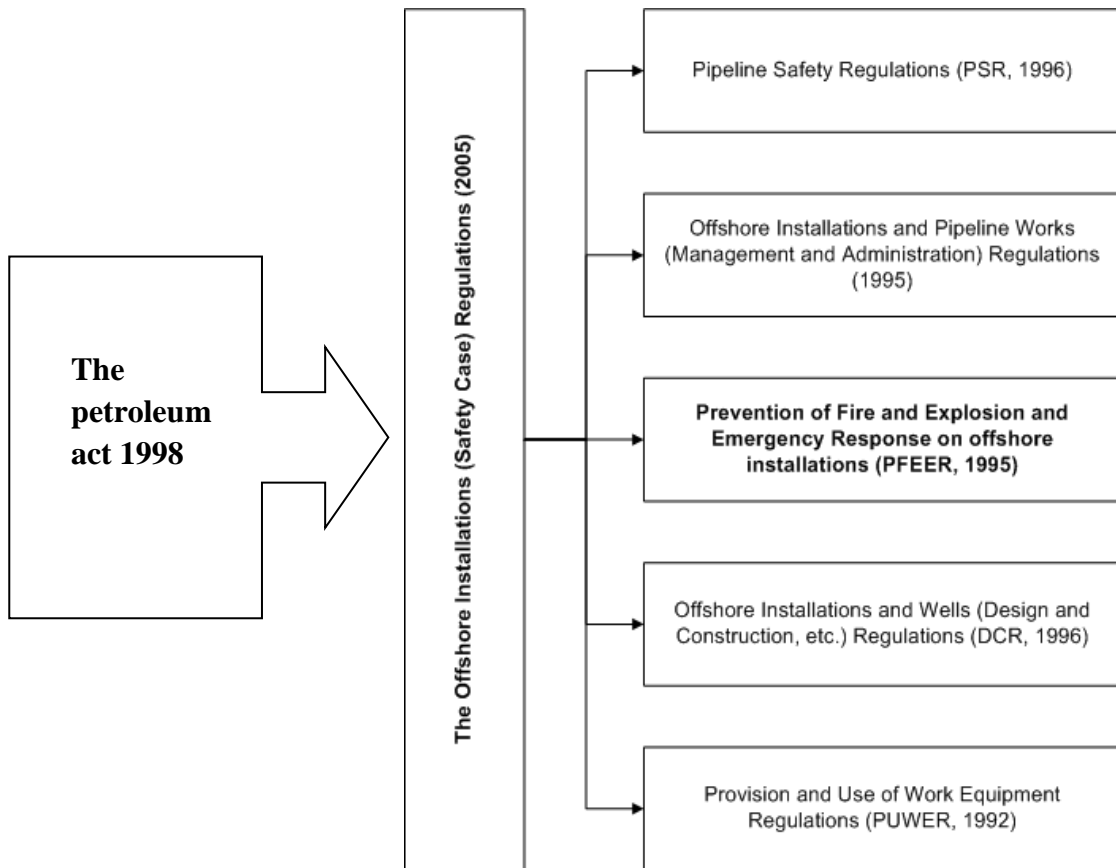 The
petroleum
act 1998
The Offshore Installations (Safety Case) Regulations (2005)
Pipeline Safety Regulations (PSR, 1996)
Offshore Installations and Pipeline Works
(Management and Administration) Regulations
(1995)
Prevention of Fire and Explosion and
Emergency Response on offshore
installations (PFEER, 1995)
Offshore Installations and Wells (Design and
Construction, etc.) Regulations (DCR, 1996)
Provision and Use of Work Equipment
Regulations (PUWER, 1992)